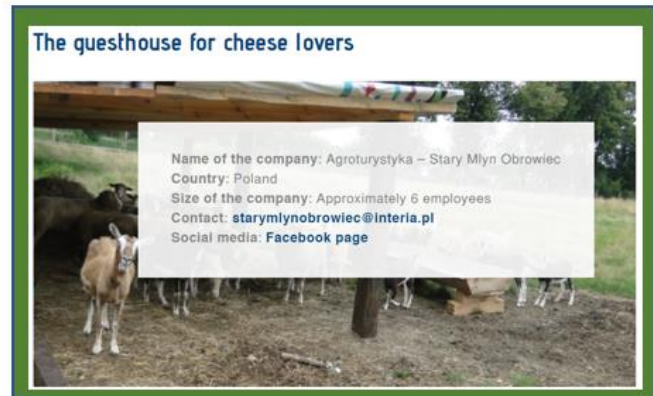 The guesthouse for cheese lovers
Name of the company: Agroturystyka – Stary Mlyn Obrowiec
Country: Poland
Size of the company: Approximately 6 employees
Contact: starymlynobrowiec@interia.pl
Social media: Facebook page